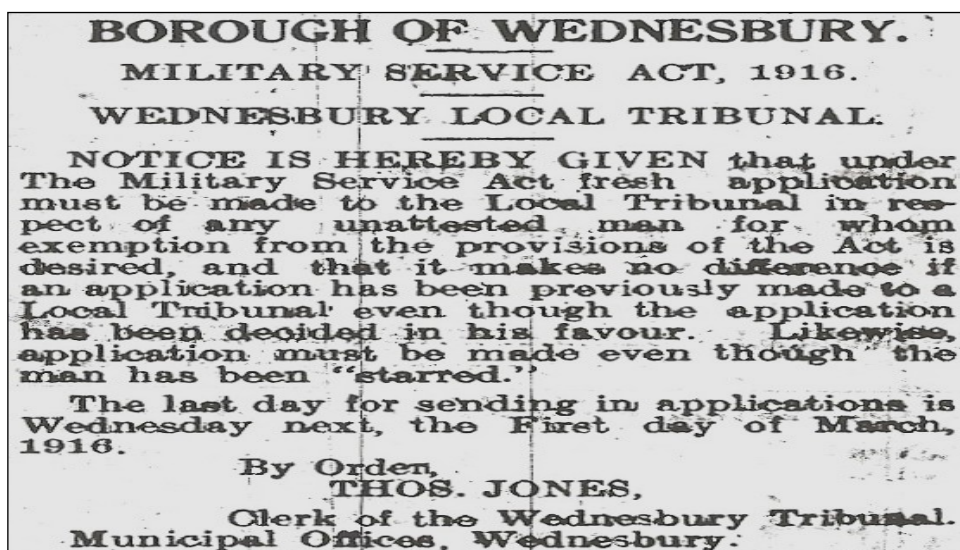 BOROUGH OF WEDNESBURY.
MILITARY SERVICE ACT, 1916.
WEDNESBURY LOCAL TRIBUNAL.
NOTICE IS HEREBY GIVEN that under
The Military Service Act fresh application
must be made to the Local Tribunal in res-
pect of any unattested man for whom
exemption from the provisions of the Act is
desired, and that it makes no difference if
an application has been previously made to a
Local Tribunal even though the application
has been decided in his favour. Likewise,
application must be made even though the
man has been "starred."
The last day for sending in applications is
Wednesday next, the First day of March,
1916.
By Order,
THOS. JONES,
Clerk of the Wednesbury Tribunal.
Municipal Offices, Wednesbury.